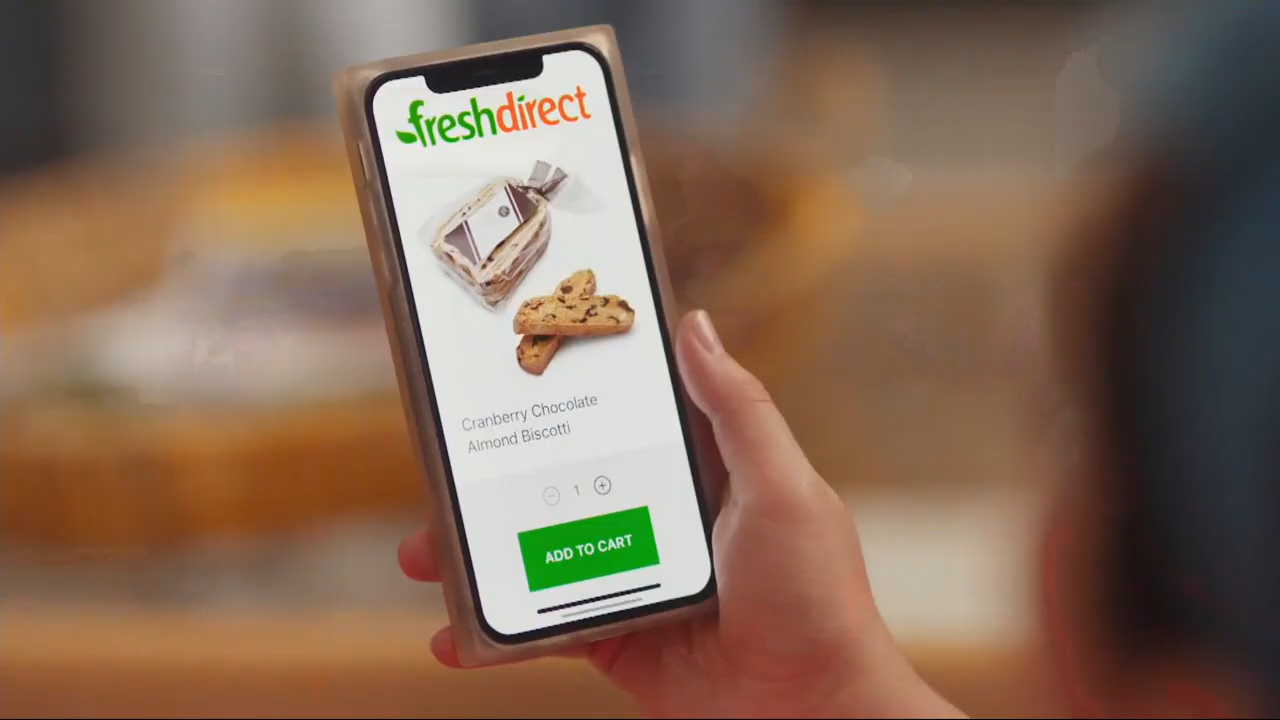 freshdirect
Cranberry Chocolate
Almond Biscotti
1
ADD TO CART